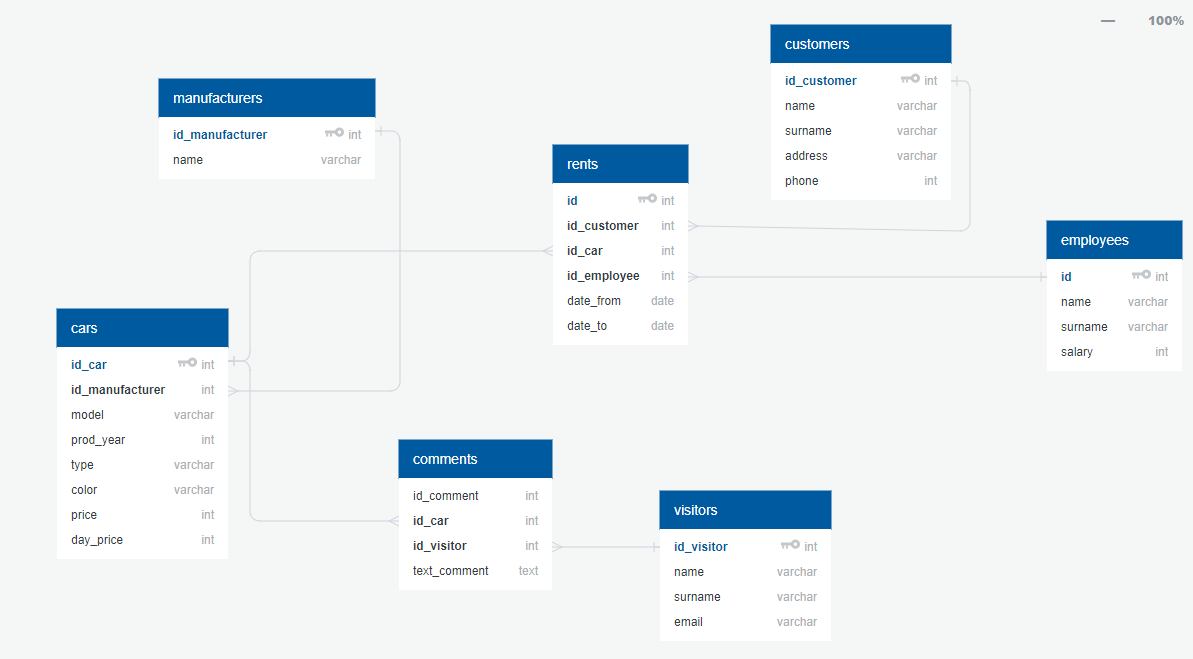 100%
customers
id_customer int
name varchar
surname varchar
address varchar
phone int
manufacturers
id_manufacturer int
name varchar
rents
id int
id_customer int
id_car int
id_employee int
date_from date
date_to date
employees
id int
name varchar
surname varchar
salary int
cars
id_car int
id_manufacturer int
model varchar
prod_year int
type varchar
color varchar
price int
day_price int
comments
id_comment int
id_car int
id_visitor int
text_comment text
visitors
id_visitor int
name varchar
surname varchar
email varchar